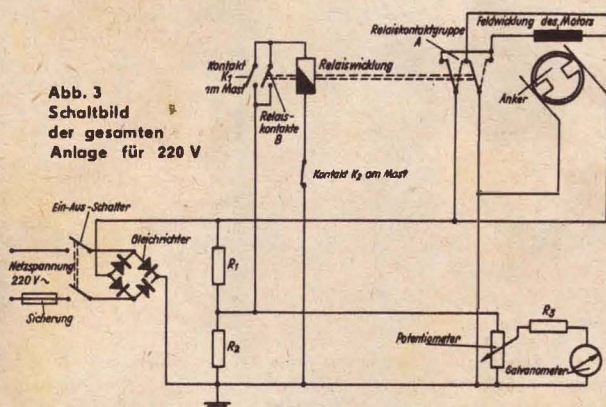 Abb. 3
Schaltbild
der gesamten
Anlage für 220 V
Kontakt
K₁
am Mast
Relais-
kontakte
B
Relaiswicklung
Relaiskontaktgruppe
A
Feldwicklung des Motors
Anker
Kontakt K₂ am Mast
Ein-Aus-Schalter
Gleichrichter
Netzspannung
220 V~
Sicherung
R₁
R₂
Potentiometer
R₃
Galvanometer